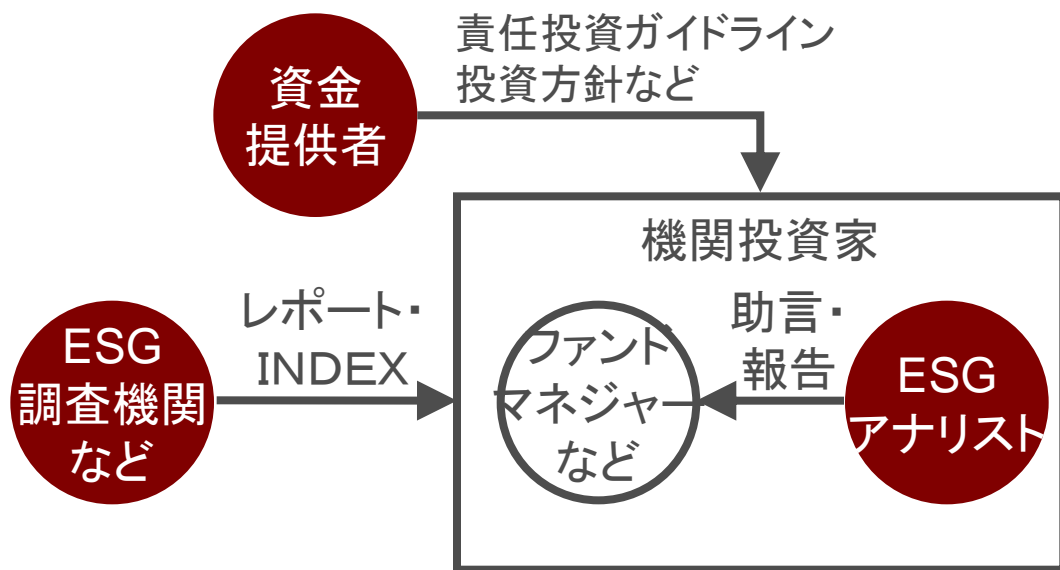 資金
提供者
責任投資ガイドライン
投資方針など
機関投資家
ESG
調査機関
など
レポート・
INDEX
ファンド
マネジャー
など
助言・
報告
ESG
アナリスト